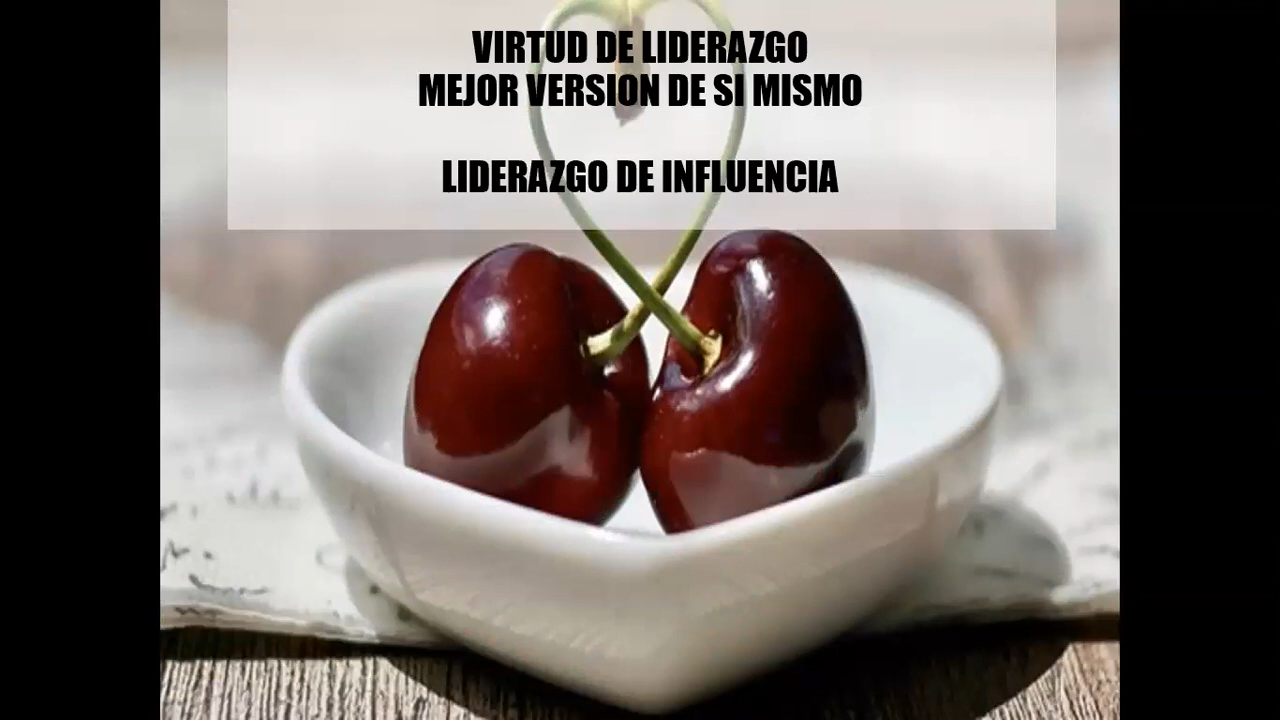 VIRTUD DE LIDERAZGO
MEJOR VERSION DE SI MISMO
LIDERAZGO DE INFLUENCIA